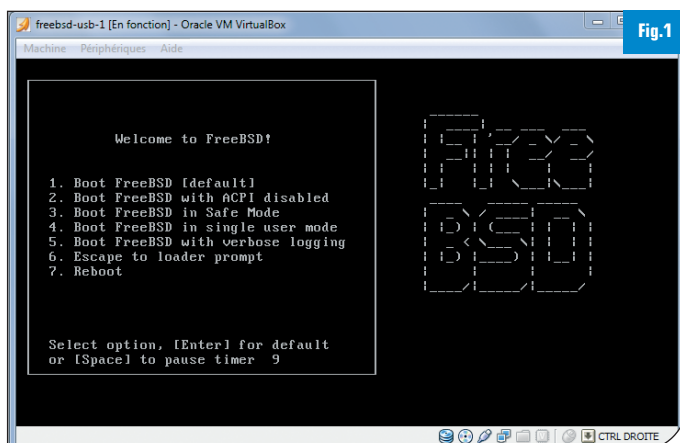 freebsd-usb-1 [En fonction] - Oracle VM VirtualBox
Fig.1
Machine Périphériques Aide
Welcome to FreeBSD!
1. Boot FreeBSD [default]
2. Boot FreeBSD with ACPI disabled
3. Boot FreeBSD in Safe Mode
4. Boot FreeBSD in single user mode
5. Boot FreeBSD with verbose logging
6. Escape to loader prompt
7. Reboot
Select option, [Enter] for default
or [Space] to pause timer 9
Free
BSD
CTRL DROITE